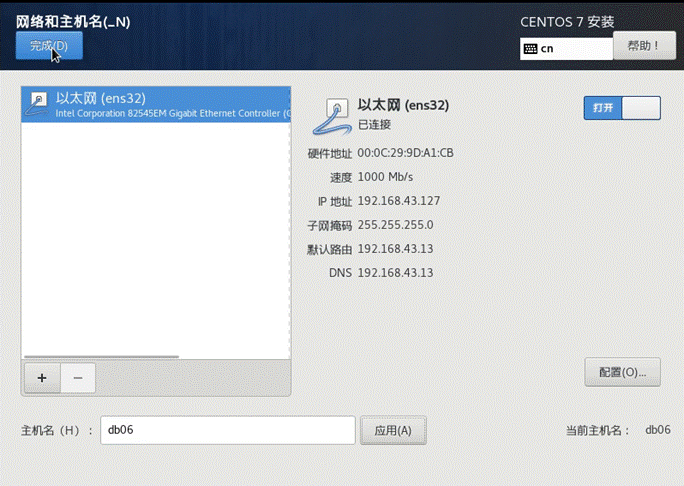 网络和主机名(_N)
CENTOS 7 安装
完成(D)
cn
帮助！
以太网 (ens32)
Intel Corporation 82545EM Gigabit Ethernet Controller (
以太网 (ens32)
已连接
打开
硬件地址 00:0C:29:9D:A1:CB
速度 1000 Mb/s
IP 地址 192.168.43.127
子网掩码 255.255.255.0
默认路由 192.168.43.13
DNS 192.168.43.13
+ −
配置(O)...
主机名（H）： db06 应用(A) 当前主机名： db06